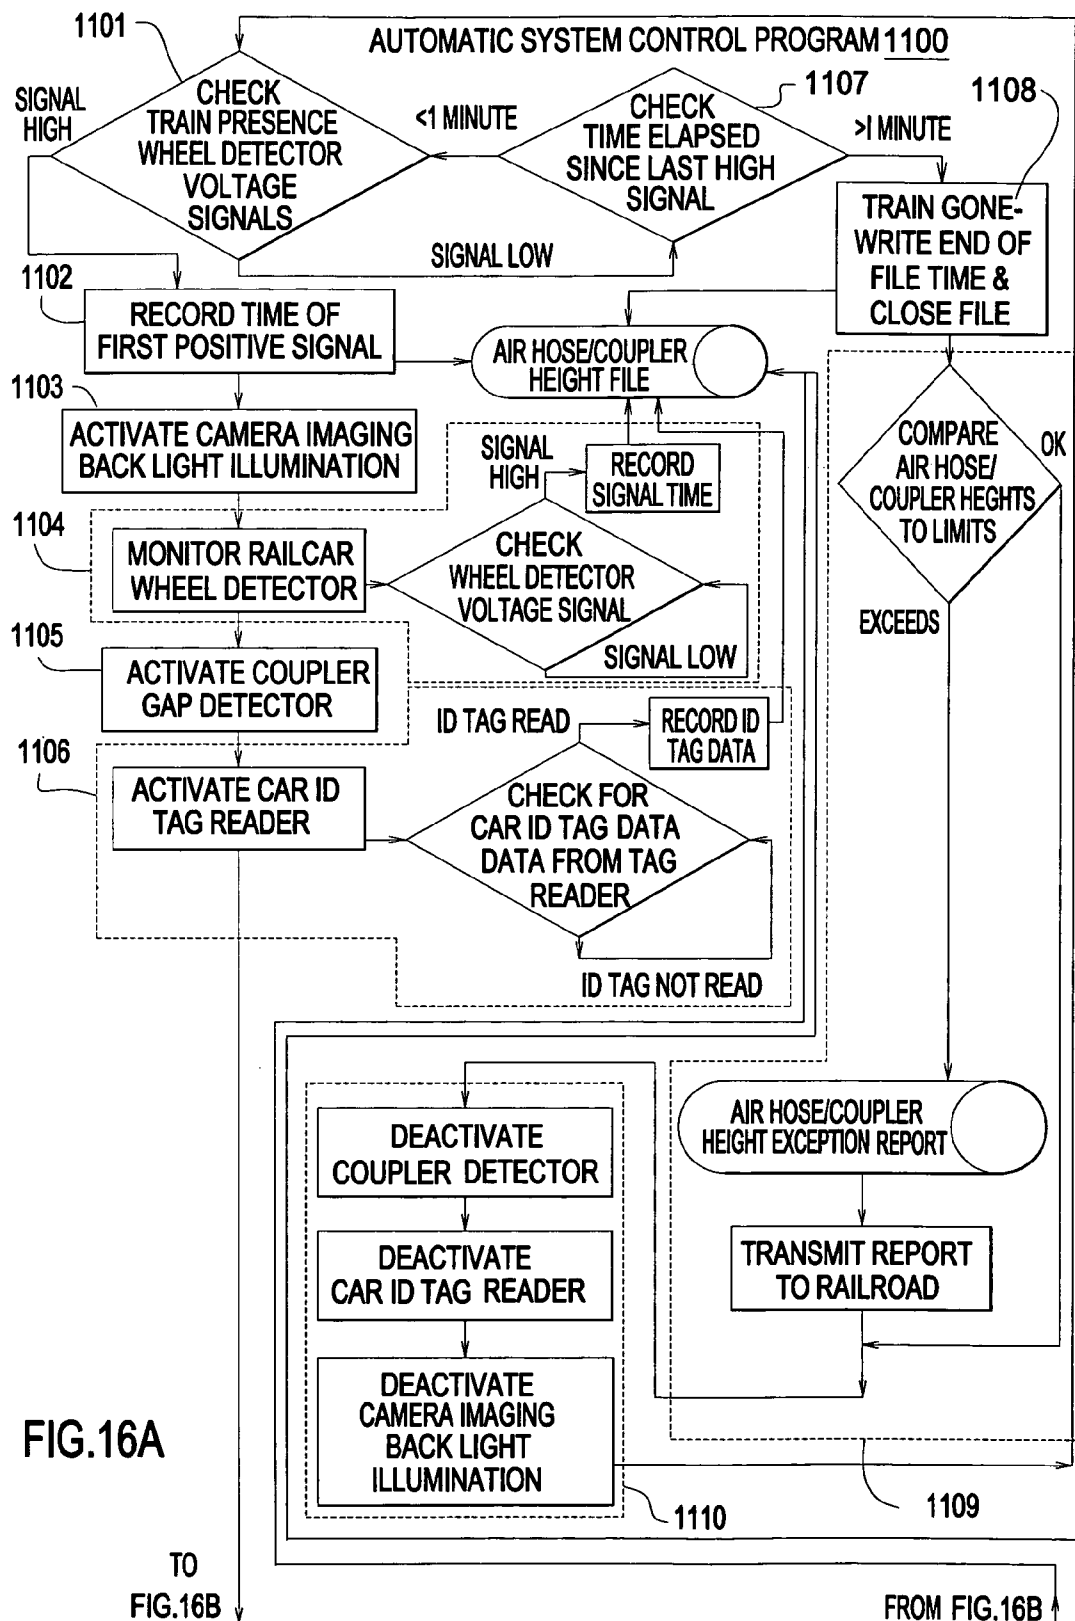 1101
AUTOMATIC SYSTEM CONTROL PROGRAM 1100
SIGNAL
HIGH
CHECK
TRAIN PRESENCE
WHEEL DETECTOR
VOLTAGE
SIGNALS
<1 MINUTE
CHECK
TIME ELAPSED
SINCE LAST HIGH
SIGNAL
1107
>1 MINUTE
1108
TRAIN GONE-
WRITE END OF
FILE TIME &
CLOSE FILE
SIGNAL LOW
1102
RECORD TIME OF
FIRST POSITIVE SIGNAL
AIR HOSE/COUPLER
HEIGHT FILE
1103
ACTIVATE CAMERA IMAGING
BACK LIGHT ILLUMINATION
SIGNAL
HIGH
RECORD
SIGNAL TIME
COMPARE
AIR HOSE/
COUPLER HEGHTS
TO LIMITS
OK
1104
MONITOR RAILCAR
WHEEL DETECTOR
CHECK
WHEEL DETECTOR
VOLTAGE SIGNAL
SIGNAL LOW
EXCEEDS
1105
ACTIVATE COUPLER
GAP DETECTOR
ID TAG READ
RECORD ID
TAG DATA
1106
ACTIVATE CAR ID
TAG READER
CHECK FOR
CAR ID TAG DATA
DATA FROM TAG
READER
ID TAG NOT READ
DEACTIVATE
COUPLER DETECTOR
AIR HOSE/COUPLER
HEIGHT EXCEPTION REPORT
DEACTIVATE
CAR ID TAG READER
TRANSMIT REPORT
TO RAILROAD
DEACTIVATE
CAMERA IMAGING
BACK LIGHT
ILLUMINATION
FIG.16A
1110
1109
TO
FIG.16B
FROM FIG.16B